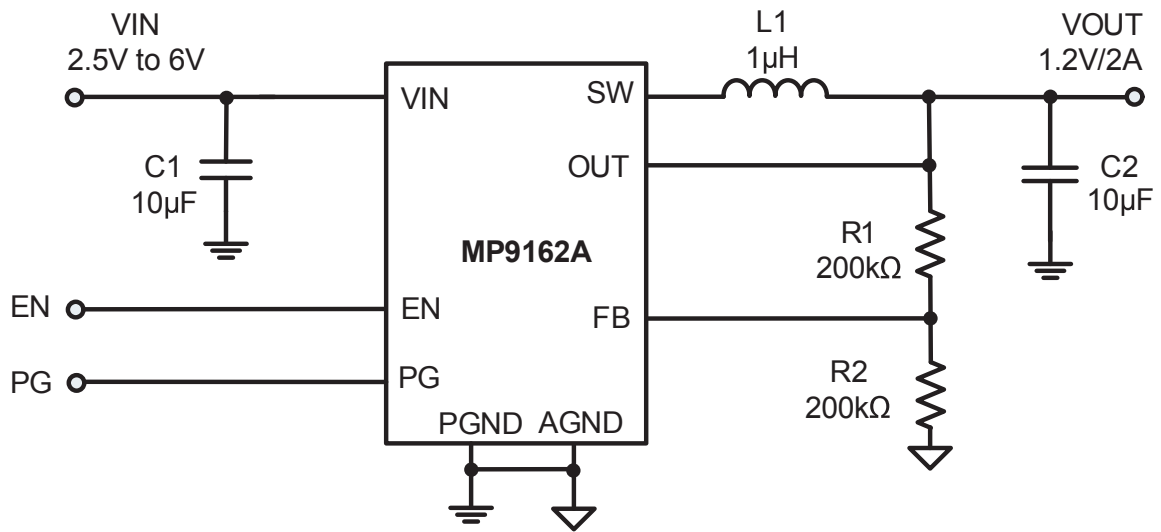 VIN
2.5V to 6V
L1
1µH
VOUT
1.2V/2A
VIN
SW
C1
10µF
OUT
C2
10µF
MP9162A
R1
200kΩ
EN
EN
FB
PG
PG
R2
200kΩ
PGND
AGND